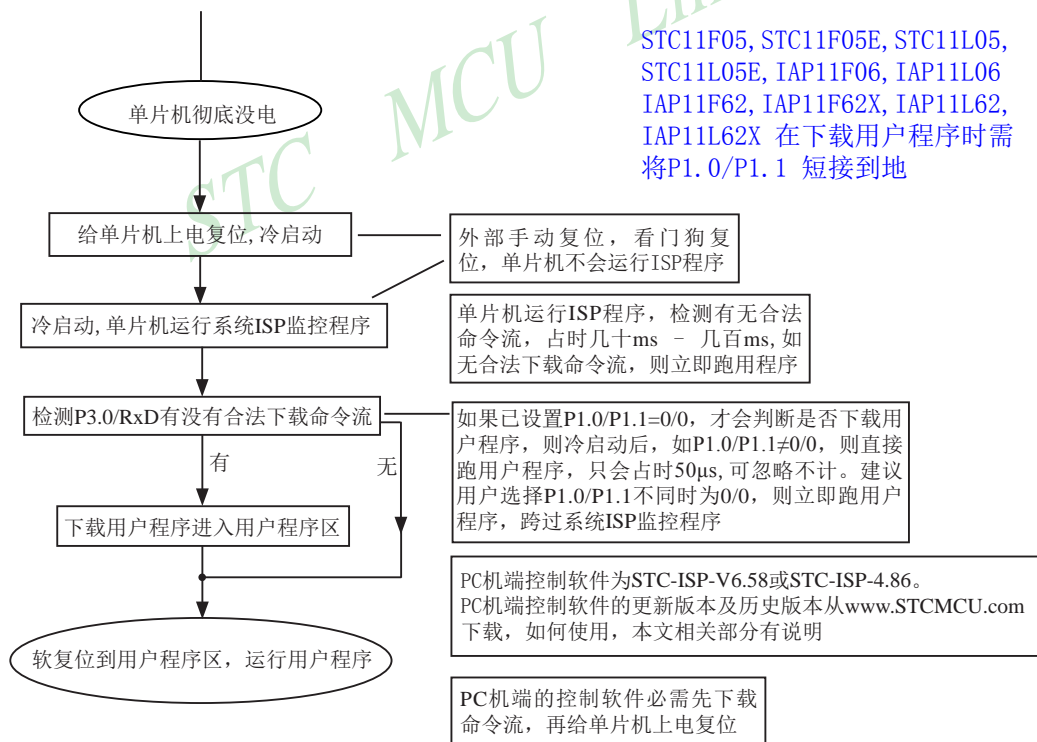 STC MCU Lim
STC11F05,STC11F05E,STC11L05,
STC11L05E,IAP11F06,IAP11L06
IAP11F62,IAP11F62X,IAP11L62,
IAP11L62X 在下载用户程序时需
将P1.0/P1.1 短接到地
单片机彻底没电
给单片机上电复位,冷启动
外部手动复位，看门狗复
位，单片机不会运行ISP程序
冷启动,单片机运行系统ISP监控程序
单片机运行ISP程序，检测有无合法
命令流，占时几十ms － 几百ms,如
无合法下载命令流，则立即跑用程序
检测P3.0/RxD有没有合法下载命令流
如果已设置P1.0/P1.1=0/0，才会判断是否下载用
户程序，则冷启动后，如P1.0/P1.1≠0/0，则直接
跑用户程序，只会占时50μs,可忽略不计。建议
用户选择P1.0/P1.1不同时为0/0，则立即跑用户
程序，跨过系统ISP监控程序
有
无
下载用户程序进入用户程序区
PC机端控制软件为STC-ISP-V6.58或STC-ISP-4.86。
PC机端控制软件的更新版本及历史版本从www.STCMCU.com
下载，如何使用，本文相关部分有说明
软复位到用户程序区，运行用户程序
PC机端的控制软件必需先下载
命令流，再给单片机上电复位